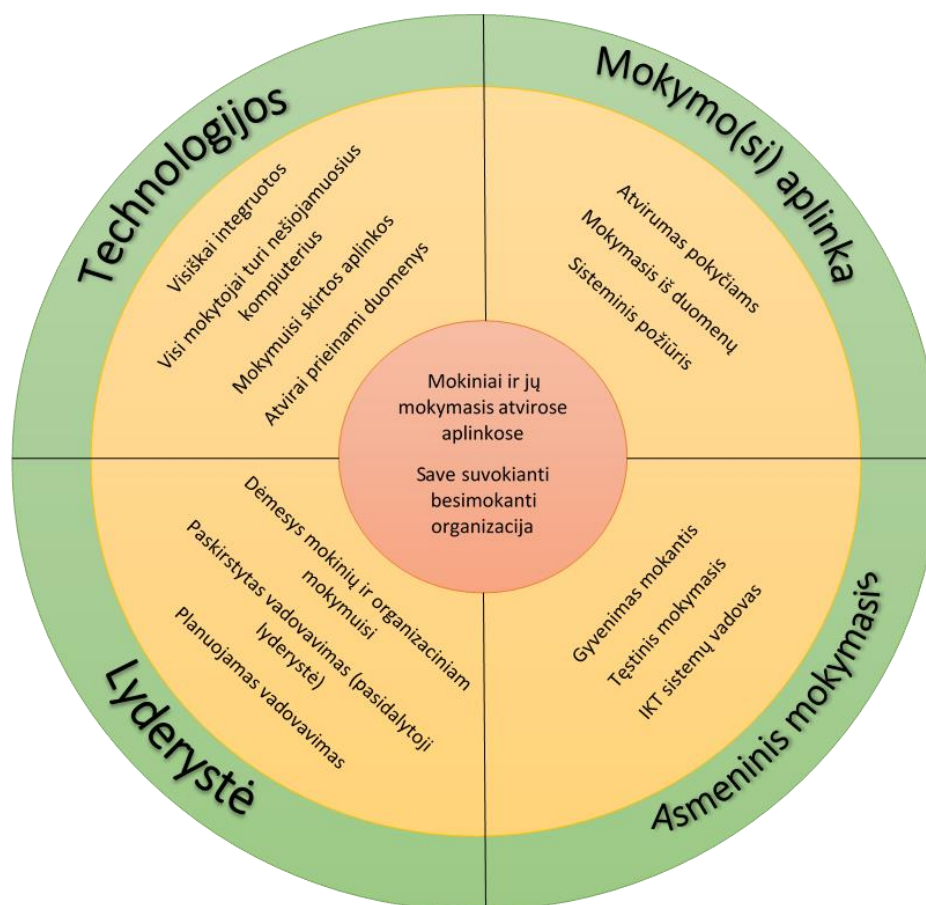 Technologijos
Visiškai integruotos
Visi mokytojai turi nešiojamuosius
kompiuterius
Mokymuisi skirtos aplinkos
Atvirai prieinami duomenys
Mokymo(si) aplinka
Atvirumas pokyčiams
Mokymasis iš duomenų
Sisteminis požiūris
Mokiniai ir jų
mokymasis atvirose
aplinkose
Save suvokianti
besimokanti
organizacija
Lyderystė
Dėmesys mokinių ir organizaciniam
mokymuisi
Paskirstytas vadovavimas (pasidalytoji
lyderystė)
Planuojamas vadovavimas
Asmeninis mokymasis
Gyvenimas mokantis
Tęstinis mokymasis
IKT sistemų vadovas